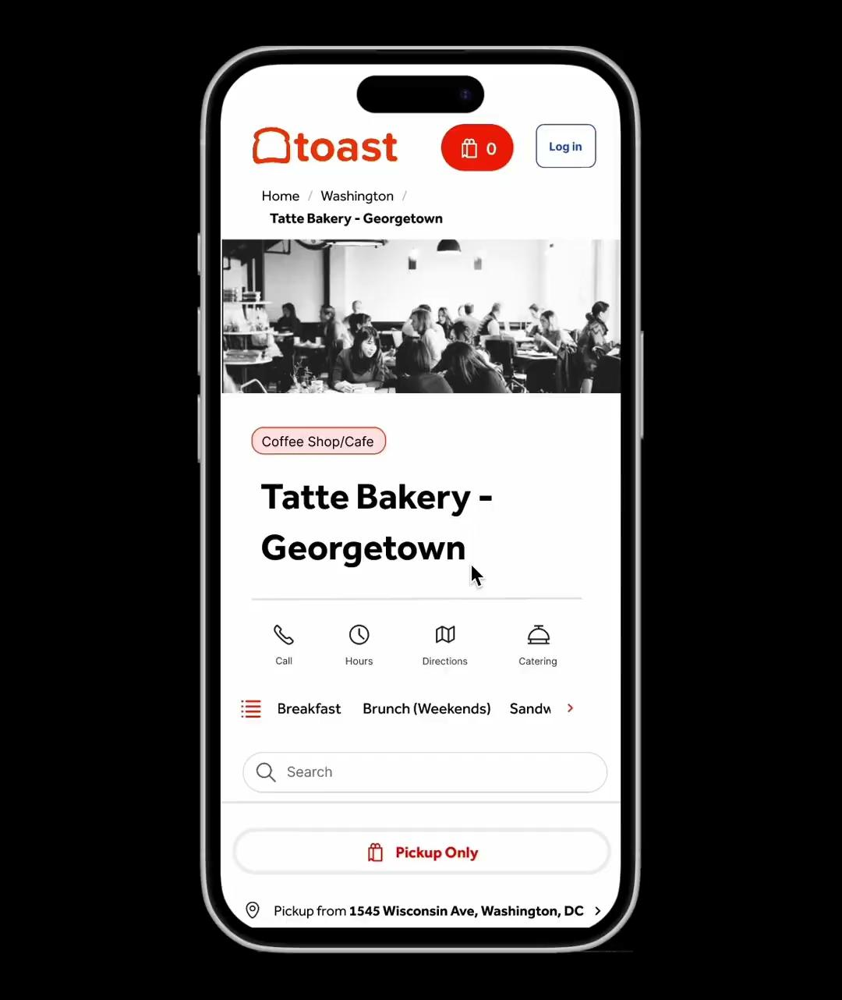 toast
0
Log in
Home / Washington /
Tatte Bakery - Georgetown
Coffee Shop/Cafe
Tatte Bakery -
Georgetown
Call Hours Directions Catering
Breakfast Brunch (Weekends) Sandw
Search
Pickup Only
Pickup from 1545 Wisconsin Ave, Washington, DC